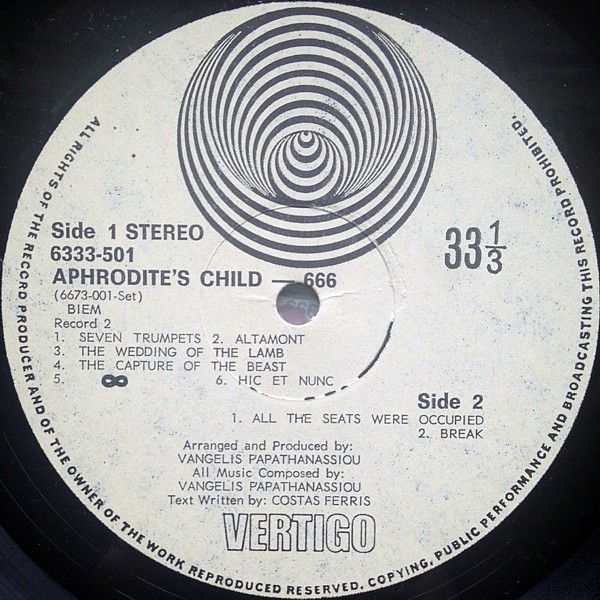 Side 1 STEREO
6333-501
33 1/3
APHRODITE'S CHILD — 666
(6673-001-Set)
BIEM
Record 2
1. SEVEN TRUMPETS 2. ALTAMONT
3. THE WEDDING OF THE LAMB
4. THE CAPTURE OF THE BEAST
5. ∞ 6. HIC ET NUNC
Side 2
1. ALL THE SEATS WERE OCCUPIED
2. BREAK
Arranged and Produced by:
VANGELIS PAPATHANASSIOU
All Music Composed by:
VANGELIS PAPATHANASSIOU
Text Written by: COSTAS FERRIS
VERTIGO
ALL RIGHTS OF THE RECORD PRODUCER AND OF THE OWNER OF THE WORK REPRODUCED RESERVED. COPYING, PUBLIC PERFORMANCE AND BROADCASTING THIS RECORD PROHIBITED.